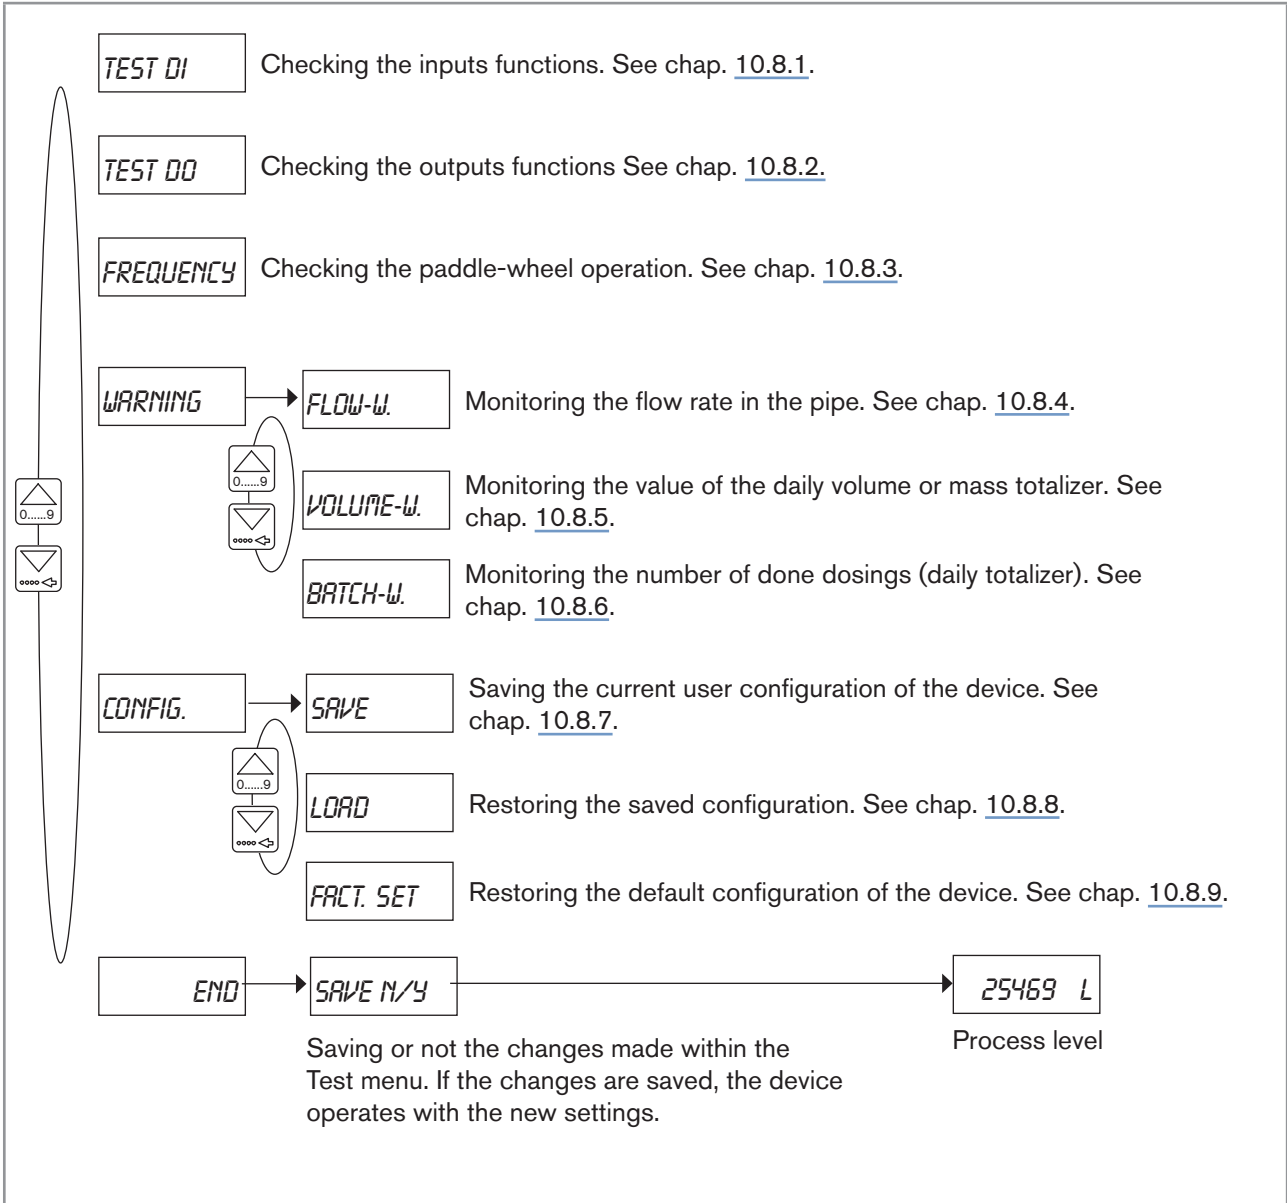 TEST DI
Checking the inputs functions. See chap. 10.8.1.
TEST DO
Checking the outputs functions See chap. 10.8.2.
FREQUENCY
Checking the paddle-wheel operation. See chap. 10.8.3.
WARNING
FLOW-W.
Monitoring the flow rate in the pipe. See chap. 10.8.4.
0......9
VOLUME-W.
Monitoring the value of the daily volume or mass totalizer. See
chap. 10.8.5.
0......9
BATCH-W.
Monitoring the number of done dosings (daily totalizer). See
chap. 10.8.6.
CONFIG.
SAVE
Saving the current user configuration of the device. See
chap. 10.8.7.
0......9
LOAD
Restoring the saved configuration. See chap. 10.8.8.
FACT. SET
Restoring the default configuration of the device. See chap. 10.8.9.
END
SAVE N/Y
25469 L
Process level
Saving or not the changes made within the
Test menu. If the changes are saved, the device
operates with the new settings.